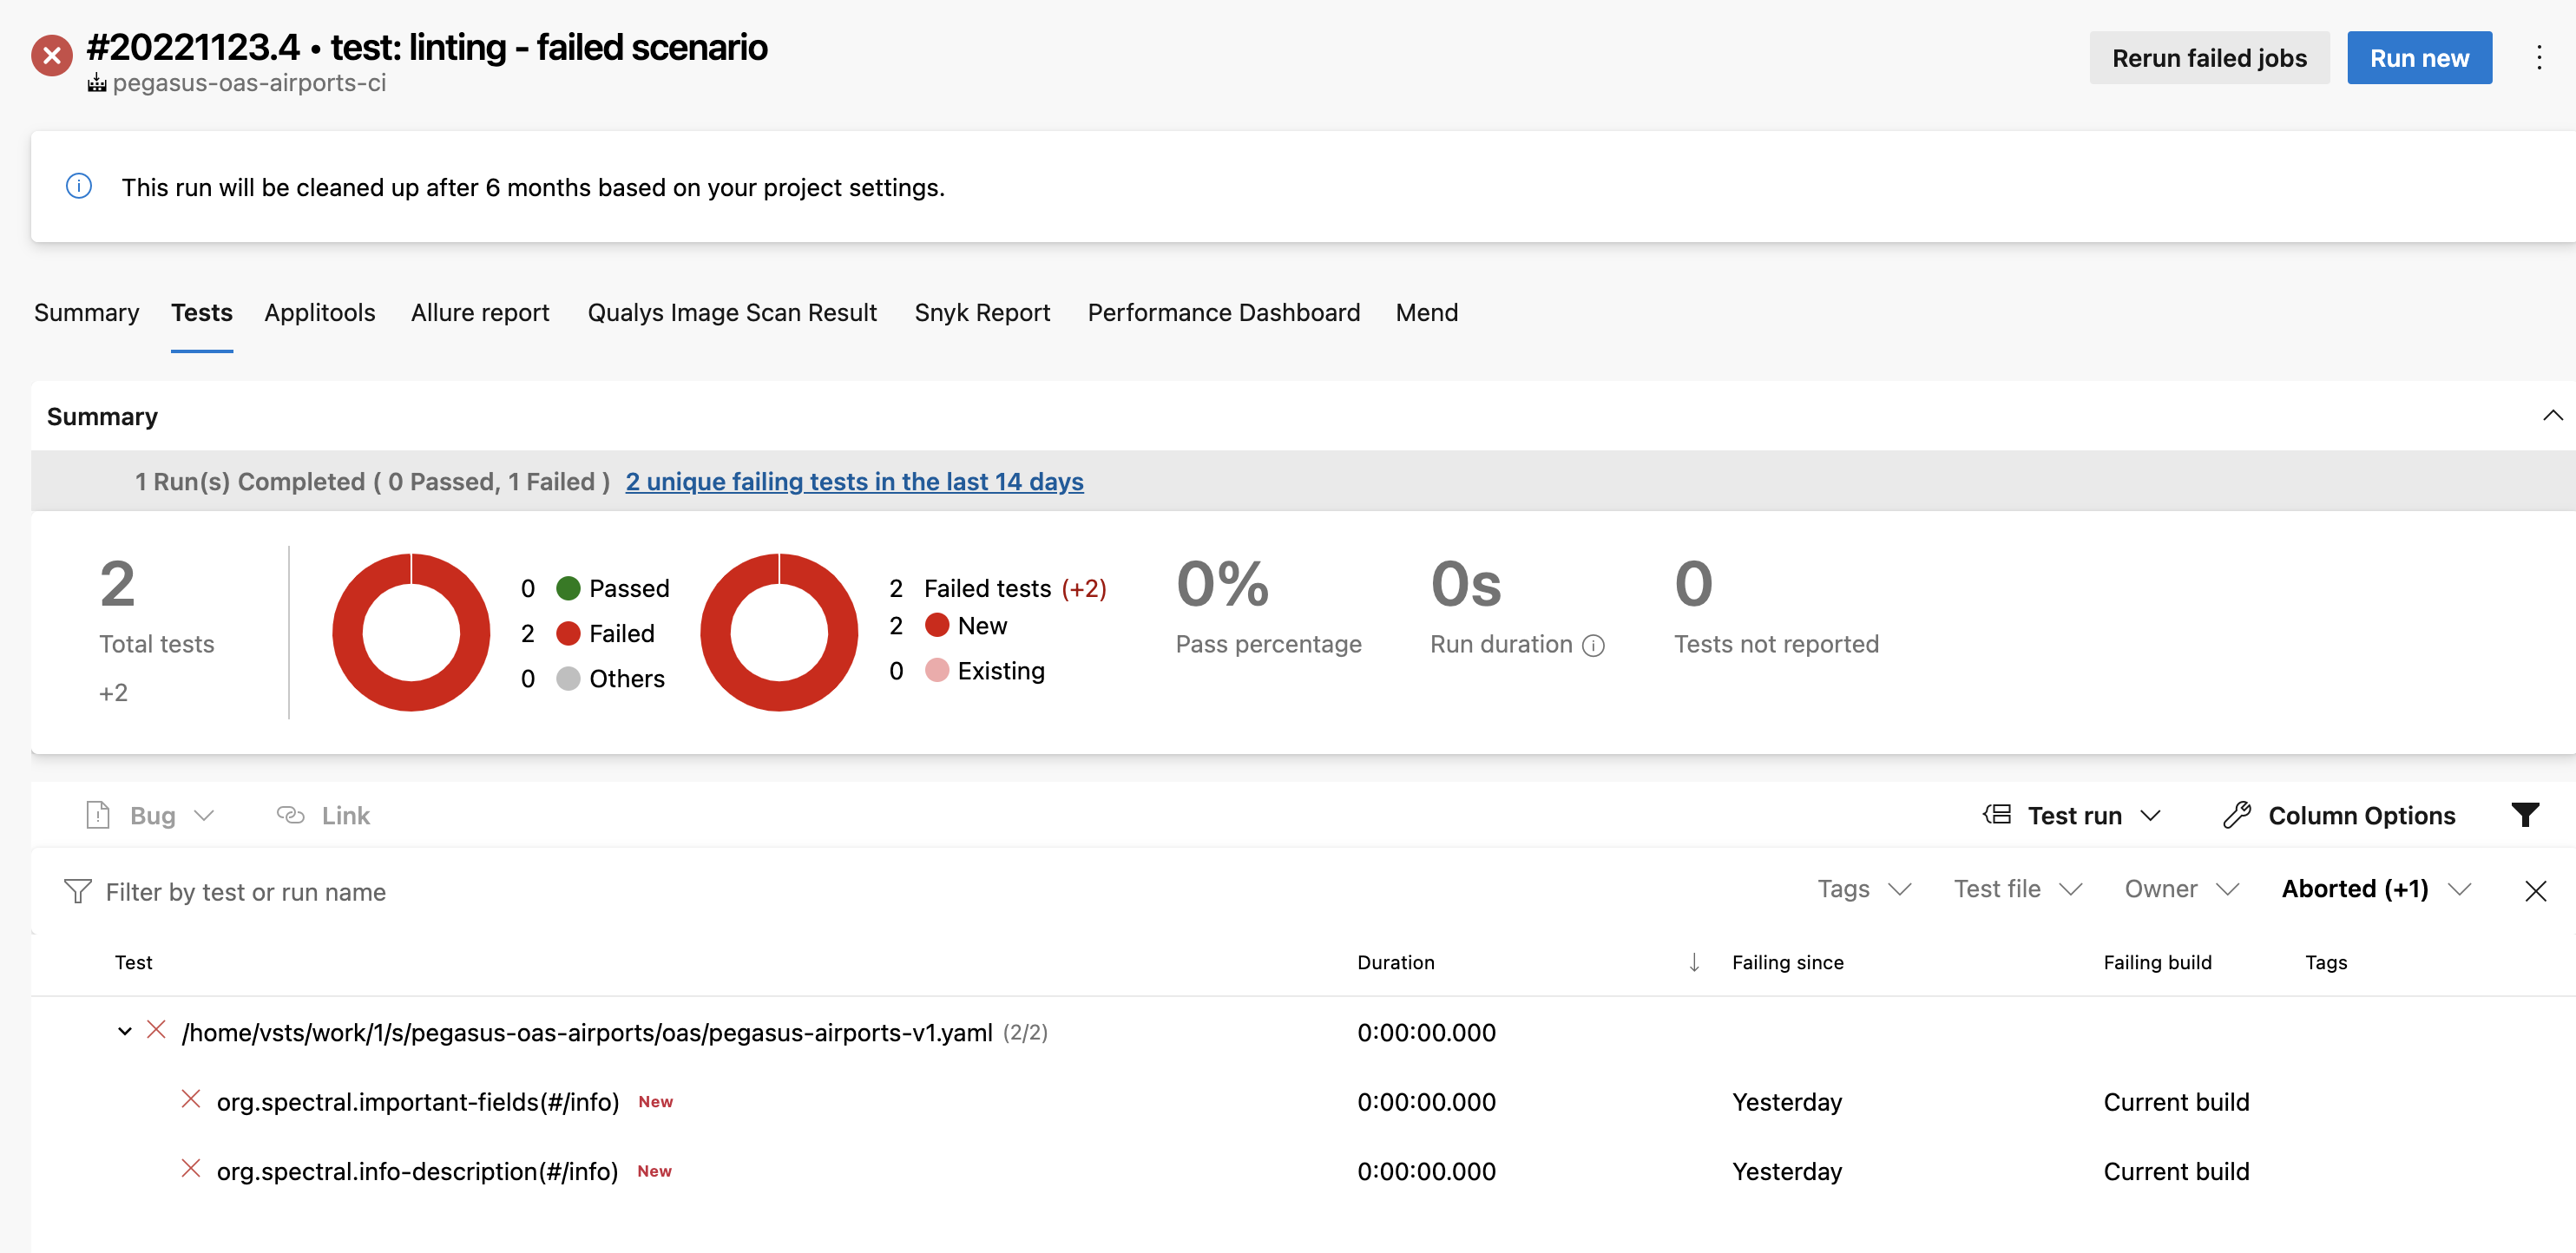 #20221123.4 • test: linting - failed scenario
pegasus-oas-airports-ci
Rerun failed jobs
Run new
This run will be cleaned up after 6 months based on your project settings.
Summary Tests Applitools Allure report Qualys Image Scan Result Snyk Report Performance Dashboard Mend
Summary
1 Run(s) Completed ( 0 Passed, 1 Failed ) 2 unique failing tests in the last 14 days
2
Total tests
+2
0 Passed
2 Failed
0 Others
2 Failed tests (+2)
2 New
0 Existing
0%
Pass percentage
0s
Run duration
0
Tests not reported
Bug Link Test run Column Options
Filter by test or run name Tags Test file Owner Aborted (+1)
Test Duration Failing since Failing build Tags
/home/vsts/work/1/s/pegasus-oas-airports/oas/pegasus-airports-v1.yaml (2/2) 0:00:00.000
org.spectral.important-fields(#/info) New 0:00:00.000 Yesterday Current build
org.spectral.info-description(#/info) New 0:00:00.000 Yesterday Current build